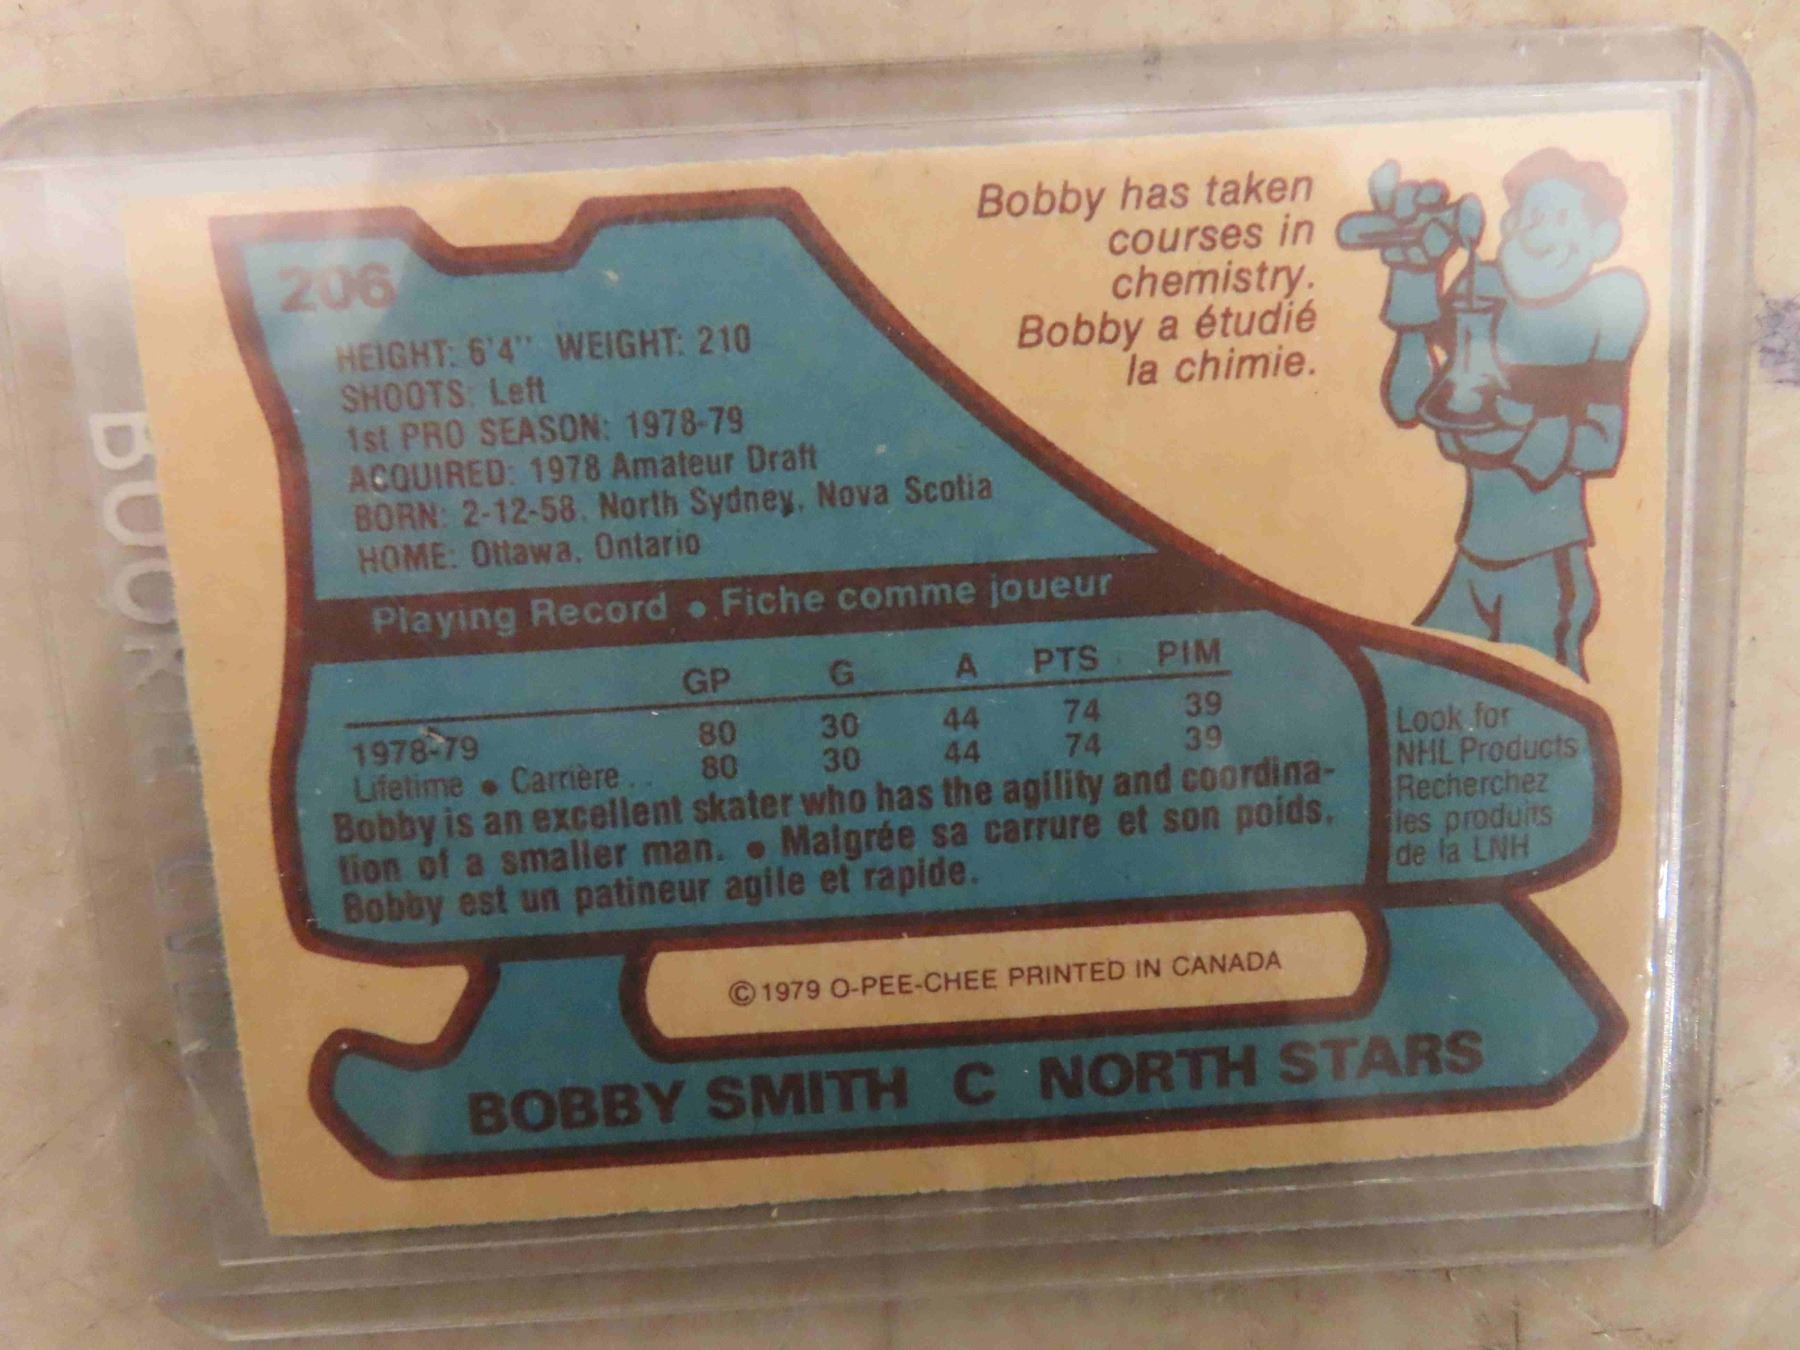 Bobby has taken
courses in
chemistry.
Bobby a étudié
la chimie.
206
HEIGHT: 6'4'' WEIGHT: 210
SHOOTS: Left
1st PRO SEASON: 1978-79
ACQUIRED: 1978 Amateur Draft
BORN: 2-12-58, North Sydney, Nova Scotia
HOME: Ottawa, Ontario
Playing Record • Fiche comme joueur
GP G A PTS PIM
1978-79 80 30 44 74 39
Lifetime • Carrière... 80 30 44 74 39
Bobby is an excellent skater who has the agility and coordina-
tion of a smaller man. • Malgrée sa carrure et son poids,
Bobby est un patineur agile et rapide.
Look for
NHL Products
Recherchez
les produits
de la LNH
© 1979 O-PEE-CHEE PRINTED IN CANADA
BOBBY SMITH C NORTH STARS